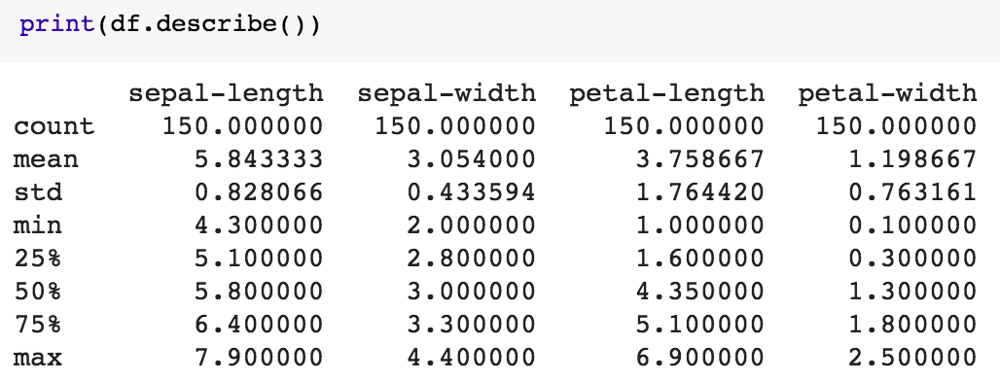 print(df.describe())
sepal-length sepal-width petal-length petal-width
count 150.000000 150.000000 150.000000 150.000000
mean 5.843333 3.054000 3.758667 1.198667
std 0.828066 0.433594 1.764420 0.763161
min 4.300000 2.000000 1.000000 0.100000
25% 5.100000 2.800000 1.600000 0.300000
50% 5.800000 3.000000 4.350000 1.300000
75% 6.400000 3.300000 5.100000 1.800000
max 7.900000 4.400000 6.900000 2.500000